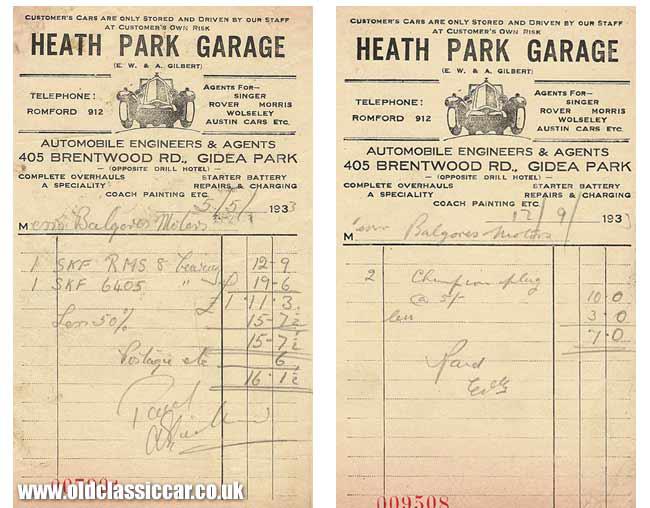 CUSTOMER'S CARS ARE ONLY STORED AND DRIVEN BY OUR STAFF
AT CUSTOMER'S OWN RISK
HEATH PARK GARAGE
(E. W. & A. GILBERT)
TELEPHONE:
ROMFORD 912
AGENTS FOR—
SINGER
ROVER MORRIS
WOLSELEY
AUSTIN CARS ETC.
AUTOMOBILE ENGINEERS & AGENTS
405 BRENTWOOD RD., GIDEA PARK
(OPPOSITE DRILL HOTEL)
COMPLETE OVERHAULS
A SPECIALITY
STARTER BATTERY
REPAIRS & CHARGING
COACH PAINTING ETC.
5/5/1933
Messrs Balgores Motors
1 SKF RMS 8 bearing 12-9
1 SKF 6405 " 19-6
£1.11.3
Less 50% 15-7½
15-7½
Postage etc 6
16.1½
Paid
www.oldclassiccar.co.uk
CUSTOMER'S CARS ARE ONLY STORED AND DRIVEN BY OUR STAFF
AT CUSTOMER'S OWN RISK
HEATH PARK GARAGE
(E. W. & A. GILBERT)
TELEPHONE:
ROMFORD 912
AGENTS FOR—
SINGER
ROVER MORRIS
WOLSELEY
AUSTIN CARS ETC.
AUTOMOBILE ENGINEERS & AGENTS
405 BRENTWOOD RD., GIDEA PARK
(OPPOSITE DRILL HOTEL)
COMPLETE OVERHAULS
A SPECIALITY
STARTER BATTERY
REPAIRS & CHARGING
COACH PAINTING ETC.
12/9/1933
Messrs Balgores Motors
2 Champion plug
@ 5/- 10.0
less 3.0
7.0
Paid
009508